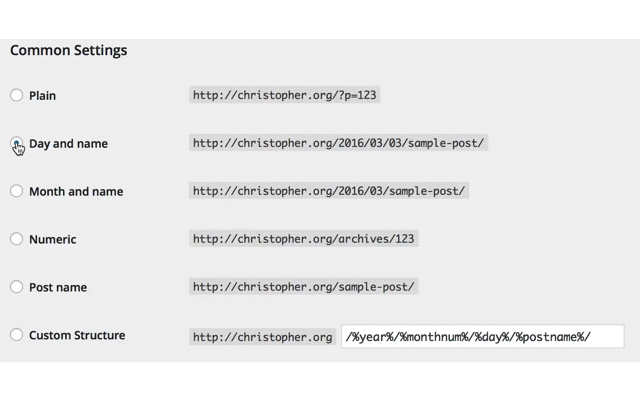 Common Settings
Plain http://christopher.org/?p=123
Day and name http://christopher.org/2016/03/03/sample-post/
Month and name http://christopher.org/2016/03/sample-post/
Numeric http://christopher.org/archives/123
Post name http://christopher.org/sample-post/
Custom Structure http://christopher.org /%year%/%monthnum%/%day%/%postname%/